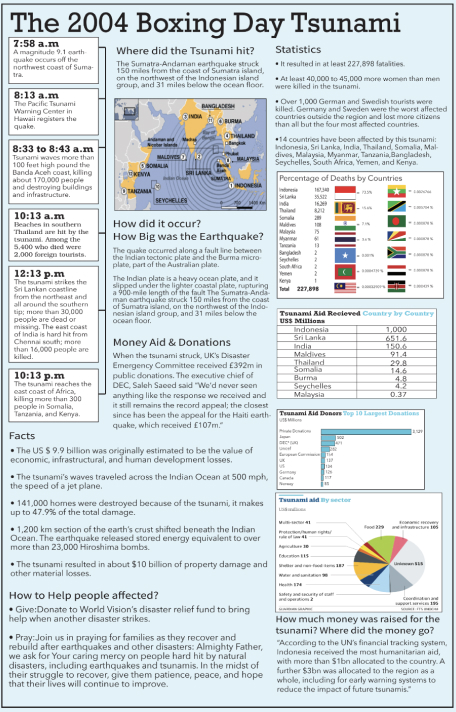 The 2004 Boxing Day Tsunami
7:58 a.m
A magnitude 9.1 earth-
quake occurs off the
northwest coast of Suma-
tra.
8:13 a.m
The Pacific Tsunami
Warning Center in
Hawaii registers the
quake.
8:33 to 8:43 a.m
Tsunami waves more than
100 feet high pound the
Banda Aceh coast, killing
about 170,000 people
and destroying buildings
and infrastructure.
10:13 a.m
Beaches in southern
Thailand are hit by the
tsunami. Among the
5,400 who died were
2,000 foreign tourists.
12:13 p.m
The tsunami strikes the
Sri Lankan coastline
from the northeast and
all around the southern
tip; more than 30,000
people are dead or
missing. The east coast
of India is hard hit from
Chennai south; more
than 16,000 people are
killed.
10:13 p.m
The tsunami reaches the
east coast of Africa,
killing more than 300
people in Somalia,
Tanzania, and Kenya.
Where did the Tsunami hit?
The Sumatra-Andaman earthquake struck
150 miles from the coast of Sumatra island,
on the northwest of the Indonesian island
group, and 31 miles below the ocean floor.
BANGLADESH
INDIA
BURMA
THAILAND
Andaman and
Nicobar Islands
MALDIVES
SRI LANKA
Phuket
MALAYSIA
SOMALIA
KENYA
TANZANIA
SEYCHELLES
INDONESIA
How did it occur?
How Big was the Earthquake?
The quake occurred along a fault line between
the Indian tectonic plate and the Burma micro-
plate, part of the Australian plate.
The Indian plate is a heavy ocean plate, and it
slipped under the lighter coastal plate, rupturing
a 900-mile length of the fault The Sumatra-Anda-
man earthquake struck 150 miles from the coast
of Sumatra island, on the northwest of the Indo-
nesian island group, and 31 miles below the
ocean floor.
Money Aid & Donations
When the tsunami struck, UK's Disaster
Emergency Committee received £392m in
public donations. The executive chief of
DEC, Saleh Saeed said "We'd never seen
anything like the response we received and
it still remains the record appeal; the closest
since has been the appeal for the Haiti earth-
quake, which received £107m."
Statistics
• It resulted in at least 227,898 fatalities.
• At least 40,000 to 45,000 more women than men
were killed in the tsunami.
• Over 1,000 German and Swedish tourists were
killed. Germany and Sweden were the worst affected
countries outside the region and lost more citizens
than all but the four most affected countries.
•14 countries have been affected by this tsunami:
Indonesia, Sri Lanka, India, Thailand, Somalia, Mal-
dives, Malaysia, Myanmar, Tanzania,Bangladesh,
Seychelles, South Africa, Yemen, and Kenya.
Percentage of Deaths by Countries
Indonesia 167,540
Sri Lanka 35,322
India 16,269
Thailand 8,212
Somalia 289
Maldives 108
Malaysia 75
Myanmar 61
Tanzania 13
Bangladesh 2
Seychelles 2
South Africa 2
Yemen 2
Kenya 1
Total 227,898
Tsunami Aid Recieved Country by Country
US$ Millions
Indonesia 1,000
Sri Lanka 651.6
India 150.6
Maldives 91.4
Thailand 29.8
Somalia 14.6
Burma 4.8
Seychelles 4.2
Malaysia 0.37
Tsunami Aid Donors Top 10 Largest Donations
US$ Millions
Private Donations
Japan
Unicef
European Commission
UK
US
Germany
Canada
Norway
Tsunami aid By sector
Multi-sector 41
Protection/human rights/
rule of law 41
Agriculture 38
Education 115
Shelter and non-food items 187
Water and sanitation 98
Health 174
Safety and security of staff
and operations 2
Food 229
Economic recovery
and infrastructure 185
Unknown 515
Coordination and
support services 195
Facts
• The US $ 9.9 billion was originally estimated to be the value of
economic, infrastructural, and human development losses.
• The tsunami's waves traveled across the Indian Ocean at 500 mph,
the speed of a jet plane.
• 141,000 homes were destroyed because of the tsunami, it makes
up to 47.9% of the total damage.
• 1,200 km section of the earth's crust shifted beneath the Indian
Ocean. The earthquake released stored energy equivalent to over
more than 23,000 Hiroshima bombs.
• The tsunami resulted in about $10 billion of property damage and
other material losses.
How to Help people affected?
• Give:Donate to World Vision's disaster relief fund to bring
help when another disaster strikes.
• Pray:Join us in praying for families as they recover and
rebuild after earthquakes and other disasters: Almighty Father,
we ask for Your caring mercy on people hard hit by natural
disasters, including earthquakes and tsunamis. In the midst of
their struggle to recover, give them patience, peace, and hope
that their lives will continue to improve.
How much money was raised for the
tsunami? Where did the money go?
"According to the UN's financial tracking system,
Indonesia received the most humanitarian aid,
with more than $1bn allocated to the country. A
further $3bn was allocated to the region as a
whole, including for early warning systems and to
reduce the impact of future tsunamis."